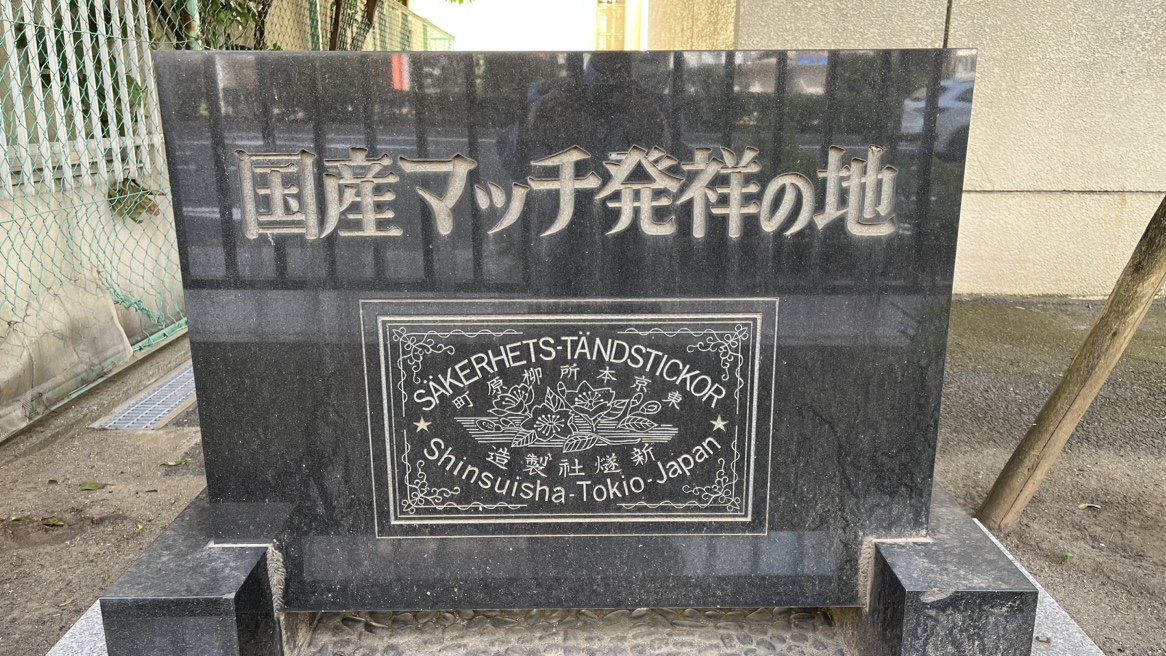 国産マッチ発祥の地
SÄKERHETS-TÄNDSTICKOR
町原柳所本京東
造製社燧新
Shinsuisha-Tokio-Japan